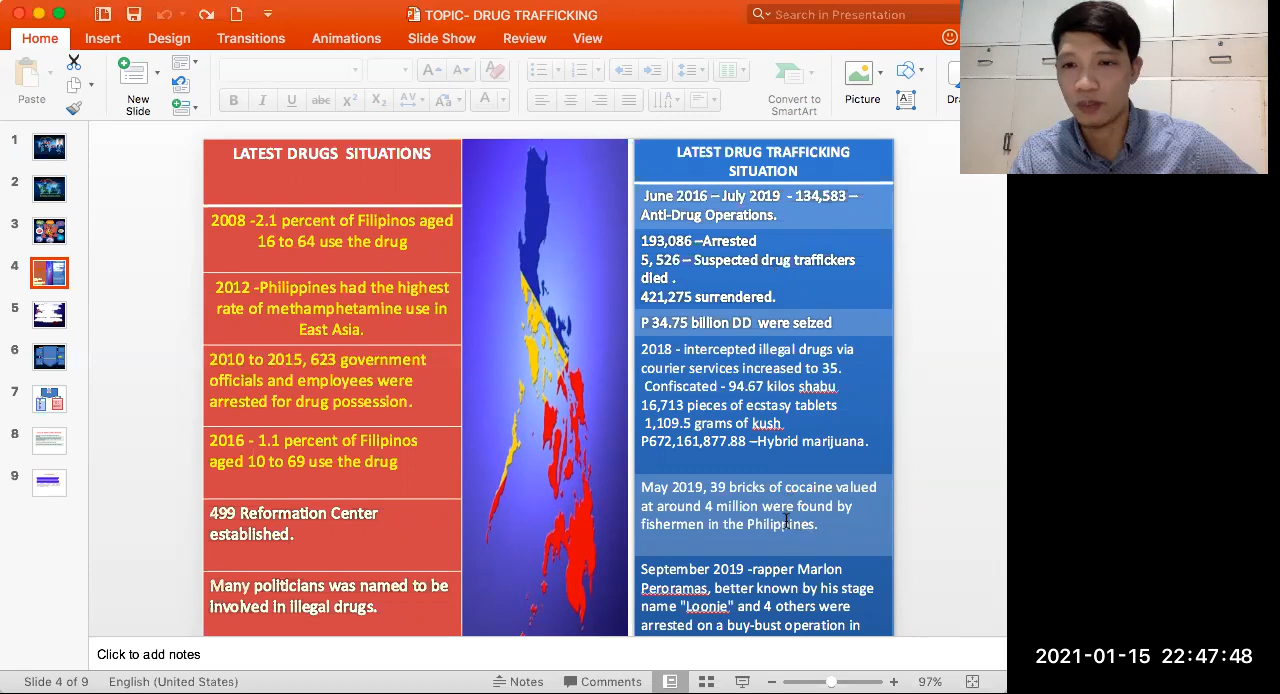 TOPIC- DRUG TRAFFICKING
Search in Presentation
Home
Insert
Design
Transitions
Animations
Slide Show
Review
View
Paste
New
Slide
B I U abc X² X₂ AV A
A A
Convert to
SmartArt
Picture
1
2
3
4
5
6
7
8
9
LATEST DRUGS SITUATIONS
2008 -2.1 percent of Filipinos aged
16 to 64 use the drug
2012 -Philippines had the highest
rate of methamphetamine use in
East Asia.
2010 to 2015, 623 government
officials and employees were
arrested for drug possession.
2016 - 1.1 percent of Filipinos
aged 10 to 69 use the drug
499 Reformation Center
established.
Many politicians was named to be
involved in illegal drugs.
LATEST DRUG TRAFFICKING
SITUATION
June 2016 – July 2019 - 134,583 –
Anti-Drug Operations.
193,086 –Arrested
5, 526 – Suspected drug traffickers
died .
421,275 surrendered.
P 34.75 billion DD were seized
2018 - intercepted illegal drugs via
courier services increased to 35.
Confiscated - 94.67 kilos shabu
16,713 pieces of ecstasy tablets
1,109.5 grams of kush
P672,161,877.88 –Hybrid marijuana.
May 2019, 39 bricks of cocaine valued
at around 4 million were found by
fishermen in the Philippines.
September 2019 -rapper Marlon
Peroramas, better known by his stage
name "Loonie" and 4 others were
arrested on a buy-bust operation in
Click to add notes
Slide 4 of 9
English (United States)
Notes
Comments
97%
2021-01-15 22:47:48